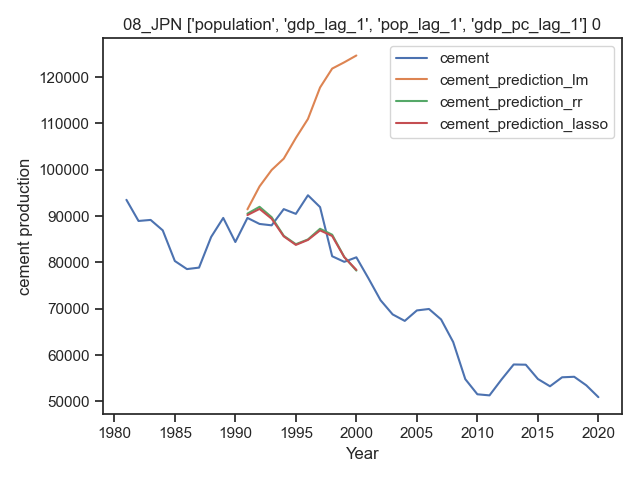 08_JPN ['population', 'gdp_lag_1', 'pop_lag_1', 'gdp_pc_lag_1'] 0
cement
cement_prediction_lm
cement_prediction_rr
cement_prediction_lasso
120000
110000
100000
90000
80000
70000
60000
50000
cement production
1980 1985 1990 1995 2000 2005 2010 2015 2020
Year